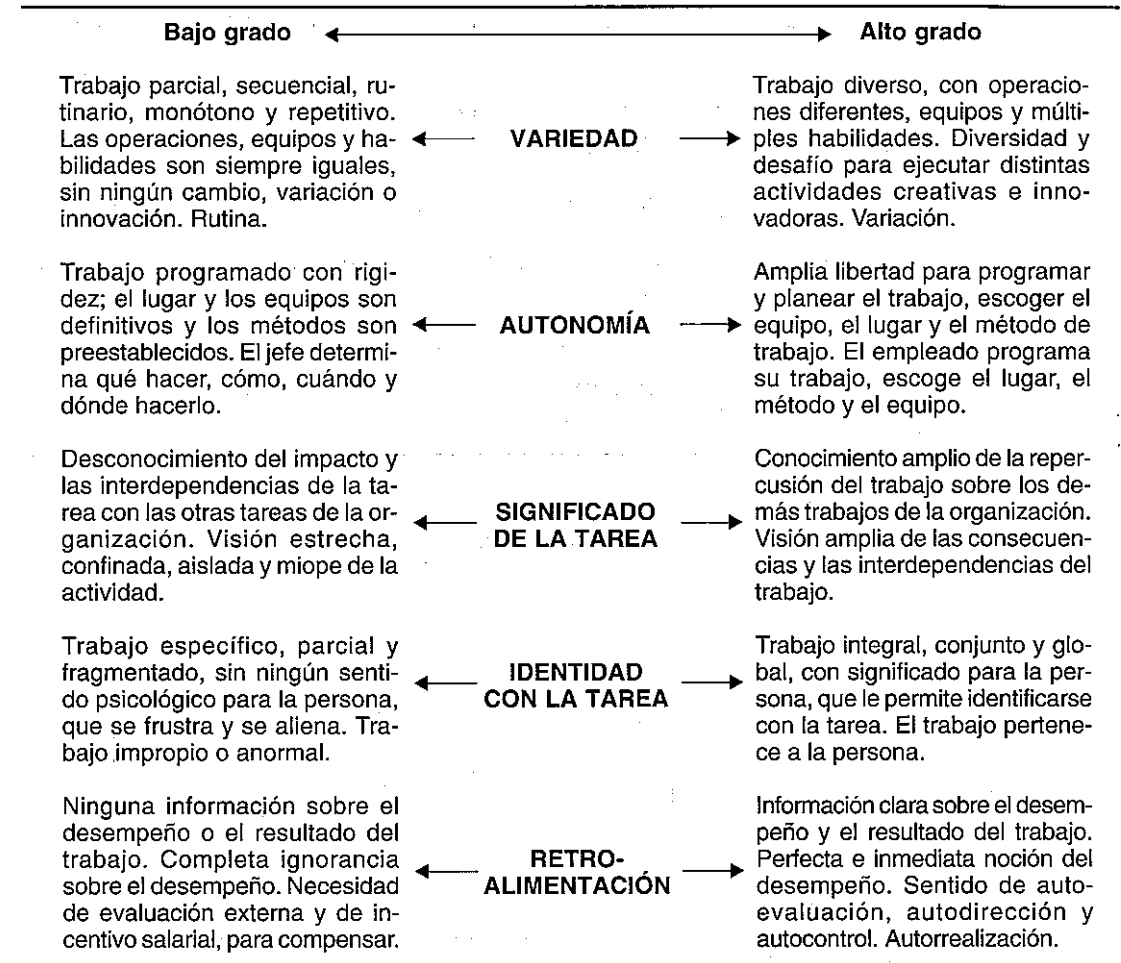 Bajo grado Alto grado
Trabajo parcial, secuencial, ru-
tinario, monótono y repetitivo.
Las operaciones, equipos y ha-
bilidades son siempre iguales,
sin ningún cambio, variación o
innovación. Rutina.
VARIEDAD
Trabajo diverso, con operacio-
nes diferentes, equipos y múlti-
ples habilidades. Diversidad y
desafío para ejecutar distintas
actividades creativas e inno-
vadoras. Variación.
Trabajo programado con rigi-
dez; el lugar y los equipos son
definitivos y los métodos son
preestablecidos. El jefe determi-
na qué hacer, cómo, cuándo y
dónde hacerlo.
AUTONOMÍA
Amplia libertad para programar
y planear el trabajo, escoger el
equipo, el lugar y el método de
trabajo. El empleado programa
su trabajo, escoge el lugar, el
método y el equipo.
Desconocimiento del impacto y
las interdependencias de la ta-
rea con las otras tareas de la or-
ganización. Visión estrecha,
confinada, aislada y miope de la
actividad.
SIGNIFICADO
DE LA TAREA
Conocimiento amplio de la reper-
cusión del trabajo sobre los de-
más trabajos de la organización.
Visión amplia de las consecuen-
cias y las interdependencias del
trabajo.
Trabajo específico, parcial y
fragmentado, sin ningún senti-
do psicológico para la persona,
que se frustra y se aliena. Tra-
bajo impropio o anormal.
IDENTIDAD
CON LA TAREA
Trabajo integral, conjunto y glo-
bal, con significado para la per-
sona, que le permite identificarse
con la tarea. El trabajo pertene-
ce a la persona.
Ninguna información sobre el
desempeño o el resultado del
trabajo. Completa ignorancia
sobre el desempeño. Necesidad
de evaluación externa y de in-
centivo salarial, para compensar.
RETRO-
ALIMENTACIÓN
Información clara sobre el desem-
peño y el resultado del trabajo.
Perfecta e inmediata noción del
desempeño. Sentido de auto-
evaluación, autodirección y
autocontrol. Autorrealización.